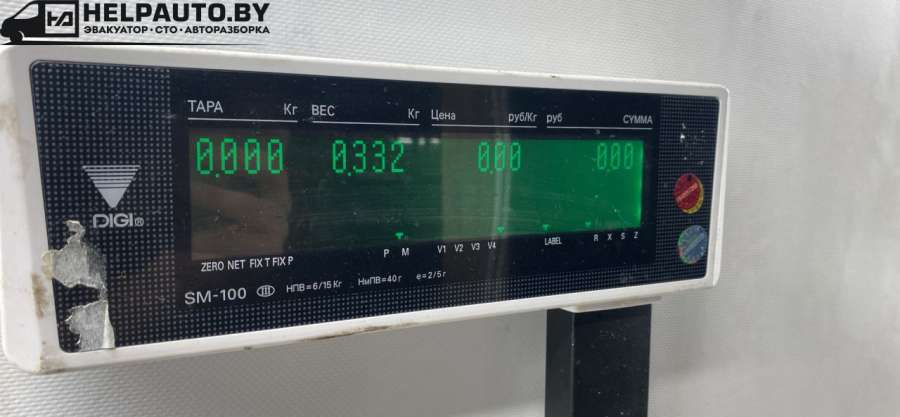 HELPAUTO.BY
ЭВАКУАТОР · СТО · АВТОРАЗБОРКА
ТАРА Кг ВЕС Кг Цена руб/Кг руб СУММА
0.000 0.332 0.00 0.00
DIGI®
P M V1 V2 V3 V4 LABEL R X S Z
ZERO NET FIX T FIX P
SM-100 III НПВ=6/15 Кг НмПВ=40 г e=2/5 г